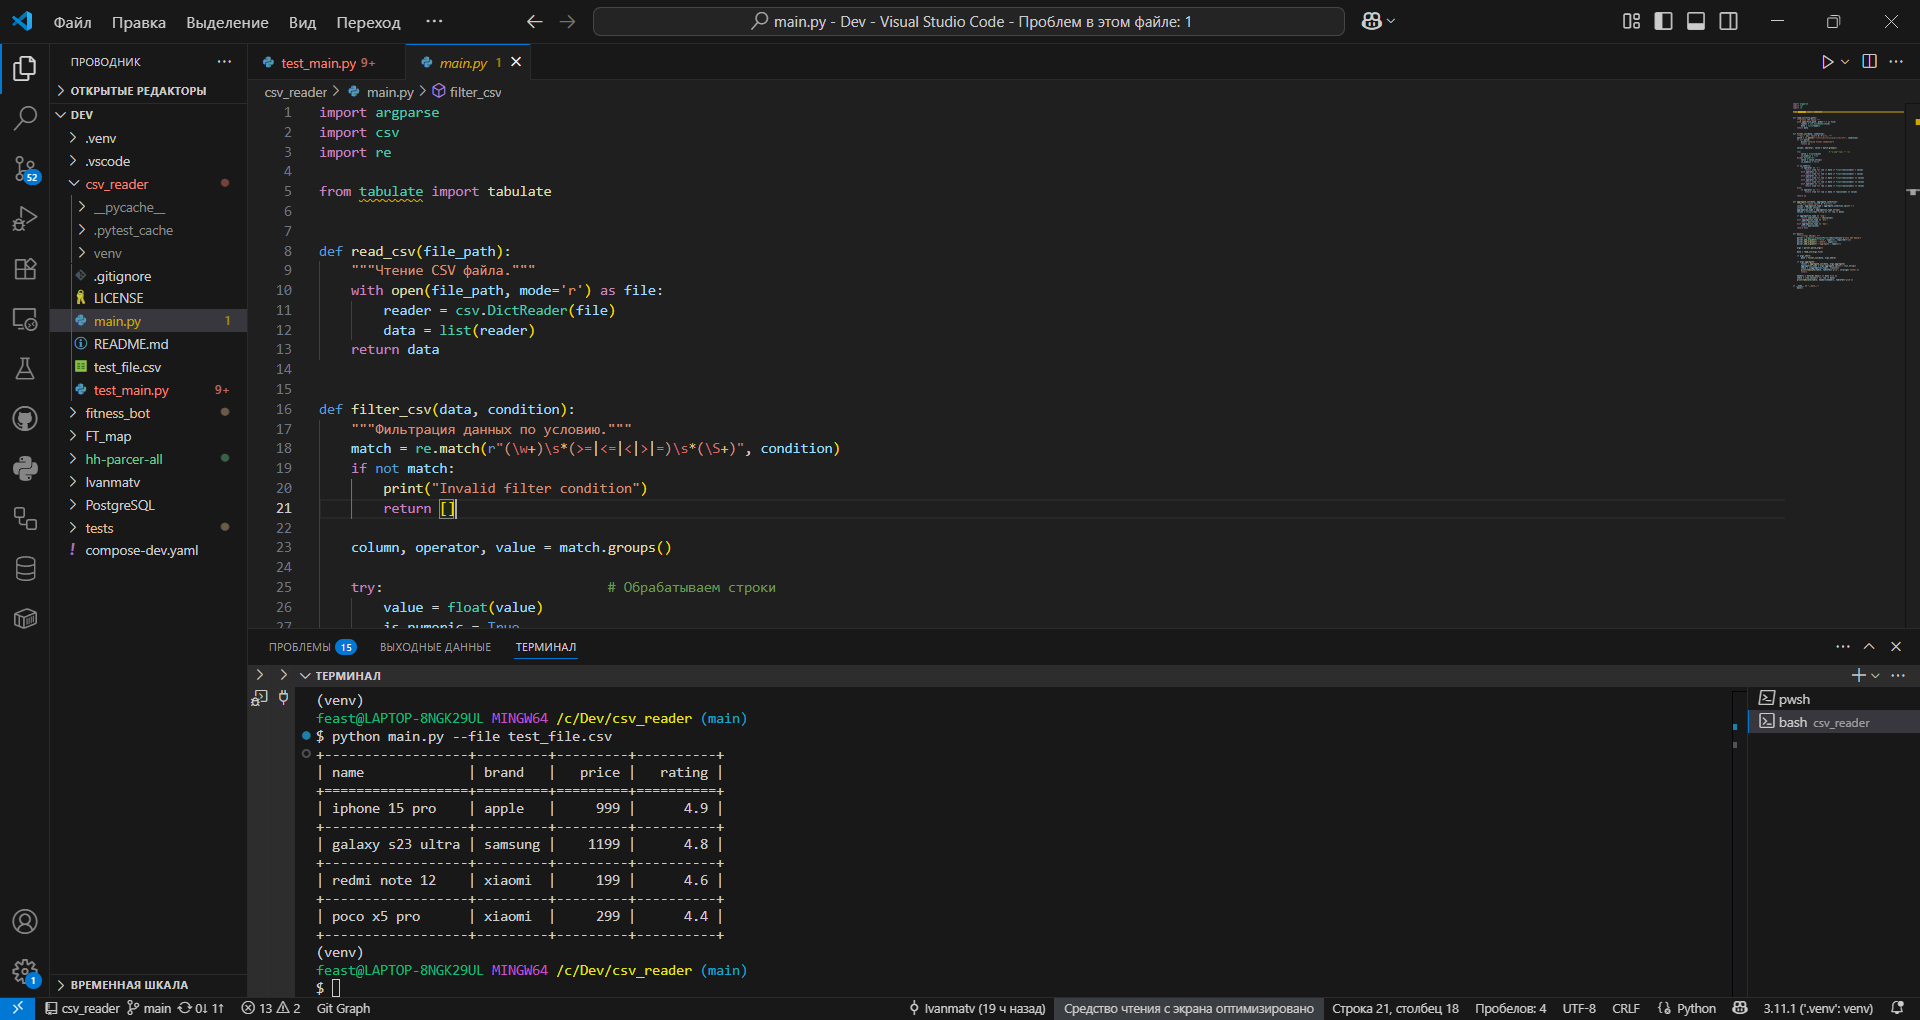 Файл Правка Выделение Вид Переход ···
main.py - Dev - Visual Studio Code - Проблем в этом файле: 1
ПРОВОДНИК ···
ОТКРЫТЫЕ РЕДАКТОРЫ
DEV
.venv
.vscode
52
csv_reader
__pycache__
.pytest_cache
venv
.gitignore
LICENSE
main.py 1
README.md
test_file.csv
test_main.py 9+
fitness_bot
FT_map
hh-parcer-all
Ivanmatv
PostgreSQL
tests
! compose-dev.yaml
ВРЕМЕННАЯ ШКАЛА
1
test_main.py 9+ main.py 1
csv_reader > main.py > filter_csv
1 import argparse
2 import csv
3 import re
4
5 from tabulate import tabulate
6
7
8 def read_csv(file_path):
9 """Чтение CSV файла."""
10 with open(file_path, mode='r') as file:
11 reader = csv.DictReader(file)
12 data = list(reader)
13 return data
14
15
16 def filter_csv(data, condition):
17 """Фильтрация данных по условию."""
18 match = re.match(r"(\w+)\s*(>=|<=|<|>|=)\s*(\S+)", condition)
19 if not match:
20 print("Invalid filter condition")
21 return []
22
23 column, operator, value = match.groups()
24
25 try: # Обрабатываем строки
26 value = float(value)
27 is_numeric = True
ПРОБЛЕМЫ 15 ВЫХОДНЫЕ ДАННЫЕ ТЕРМИНАЛ
ТЕРМИНАЛ
(venv)
feast@LAPTOP-8NGK29UL MINGW64 /c/Dev/csv_reader (main)
$ python main.py --file test_file.csv
+------------------+---------+---------+----------+
| name | brand | price | rating |
+==================+=========+=========+==========+
| iphone 15 pro | apple | 999 | 4.9 |
+------------------+---------+---------+----------+
| galaxy s23 ultra | samsung | 1199 | 4.8 |
+------------------+---------+---------+----------+
| redmi note 12 | xiaomi | 199 | 4.6 |
+------------------+---------+---------+----------+
| poco x5 pro | xiaomi | 299 | 4.4 |
+------------------+---------+---------+----------+
(venv)
feast@LAPTOP-8NGK29UL MINGW64 /c/Dev/csv_reader (main)
$
pwsh
bash csv_reader
csv_reader main 0↓ 1↑ 13 2 Git Graph Ivanmatv (19 ч назад) Средство чтения с экрана оптимизировано Строка 21, столбец 18 Пробелов: 4 UTF-8 CRLF Python 3.11.1 ('.venv': venv)